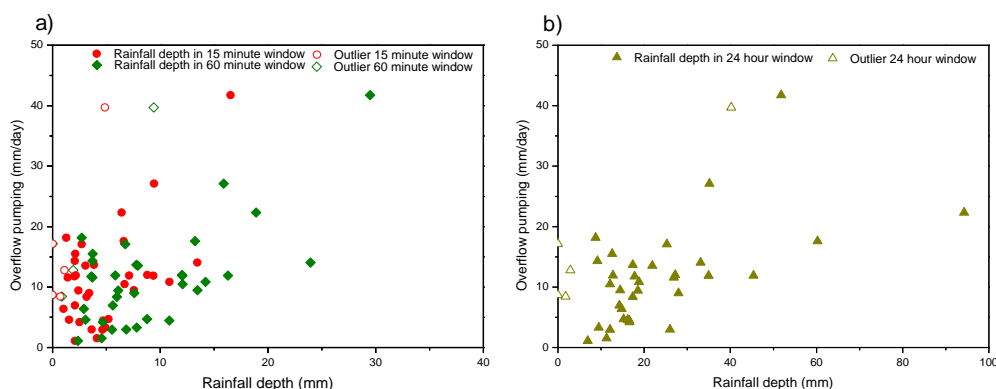 a)
Rainfall depth in 15 minute window
Outlier 15 minute window
Rainfall depth in 60 minute window
Outlier 60 minute window
Overflow pumping (mm/day)
50
40
30
20
10
0
0 10 20 30 40
Rainfall depth (mm)
b)
Rainfall depth in 24 hour window
Outlier 24 hour window
Overflow pumping (mm/day)
50
40
30
20
10
0
0 20 40 60 80 100
Rainfall depth (mm)